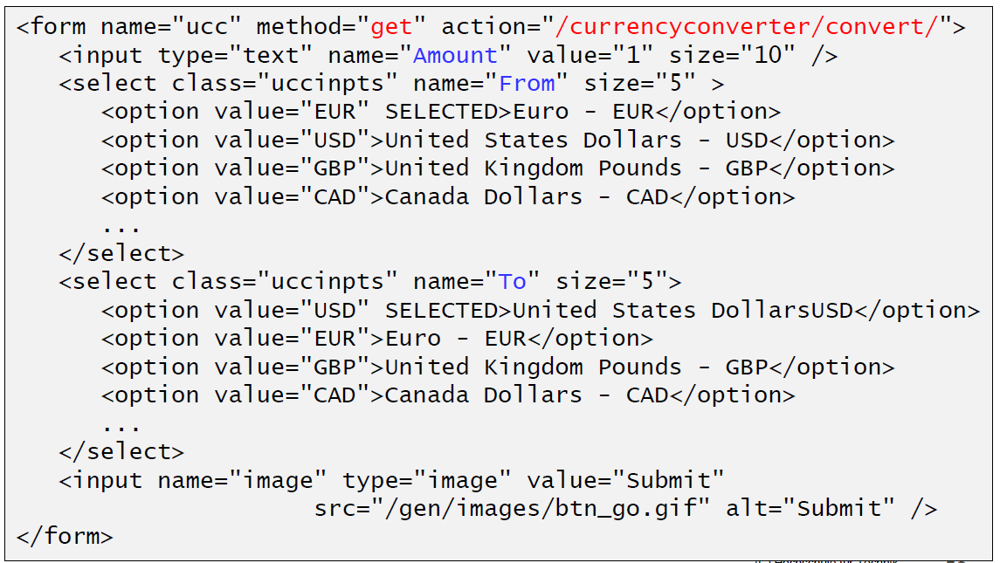 <form name="ucc" method="get" action="/currencyconverter/convert/">
<input type="text" name="Amount" value="1" size="10" />
<select class="uccinpts" name="From" size="5" >
<option value="EUR" SELECTED>Euro - EUR</option>
<option value="USD">United States Dollars - USD</option>
<option value="GBP">United Kingdom Pounds - GBP</option>
<option value="CAD">Canada Dollars - CAD</option>
...
</select>
<select class="uccinpts" name="To" size="5">
<option value="USD" SELECTED>United States DollarsUSD</option>
<option value="EUR">Euro - EUR</option>
<option value="GBP">United Kingdom Pounds - GBP</option>
<option value="CAD">Canada Dollars - CAD</option>
...
</select>
<input name="image" type="image" value="Submit"
src="/gen/images/btn_go.gif" alt="Submit" />
</form>